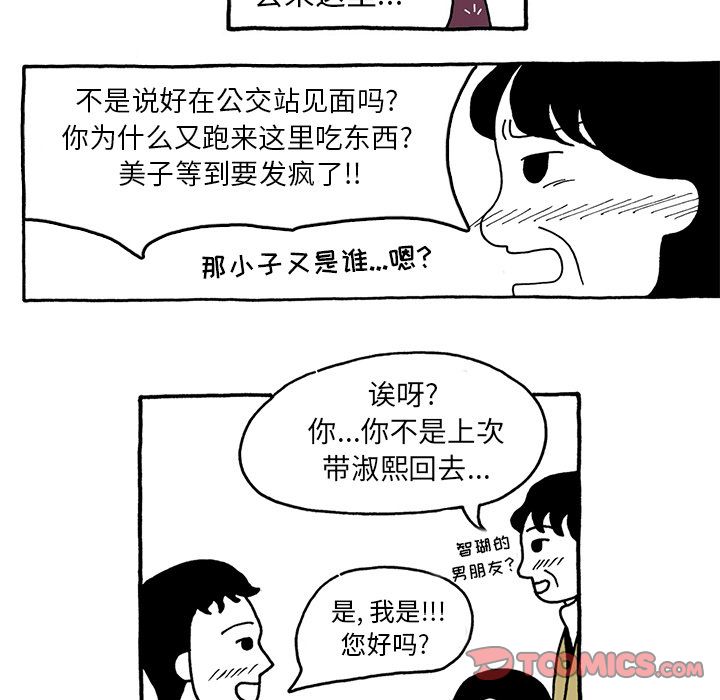 不是说好在公交站见面吗?
你为什么又跑来这里吃东西?
美子等到要发疯了!!
那小子又是谁...嗯?
诶呀?
你...你不是上次
带淑熙回去...
智瑚的
男朋友?
是, 我是!!!
您好吗?
TOOMICS.COM